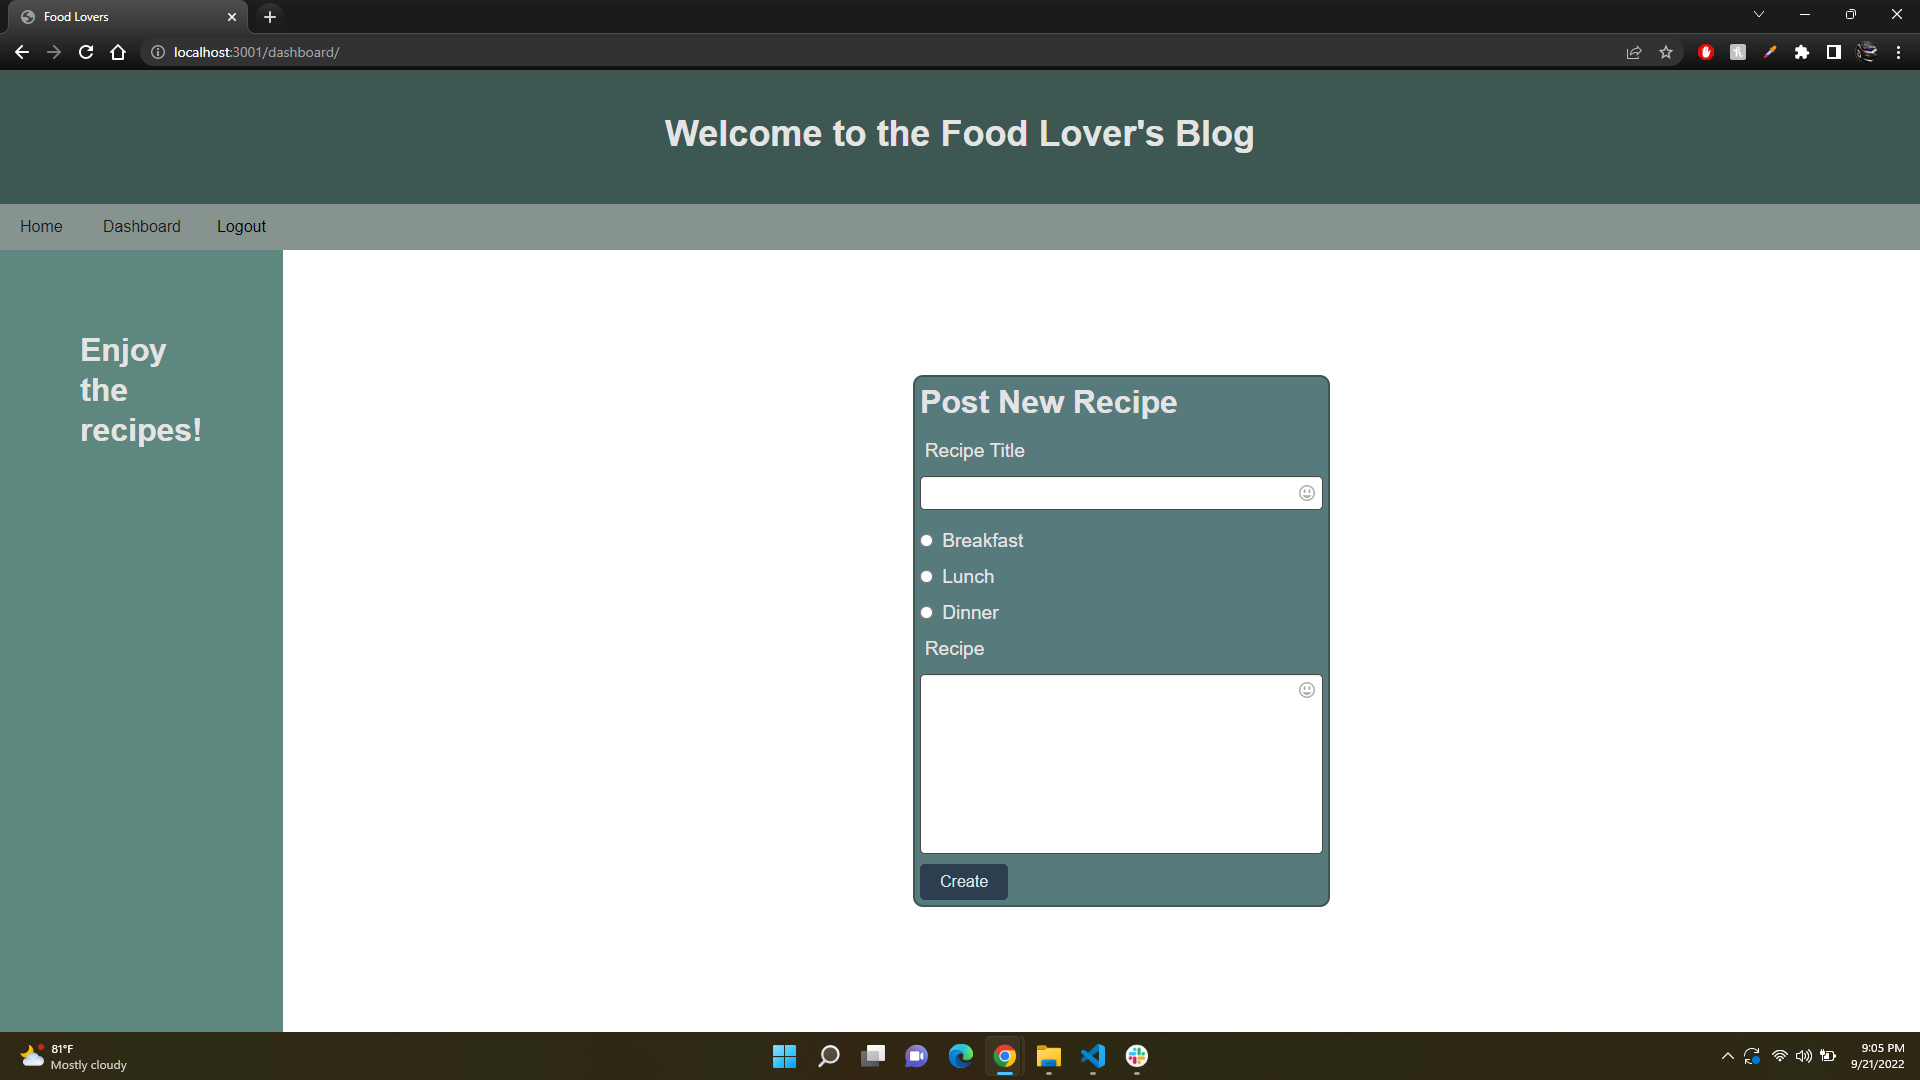 Food Lovers
localhost:3001/dashboard/
Welcome to the Food Lover's Blog
Home Dashboard Logout
Enjoy
the
recipes!
Post New Recipe
Recipe Title
Breakfast
Lunch
Dinner
Recipe
Create
81°F
Mostly cloudy
9:05 PM
9/21/2022